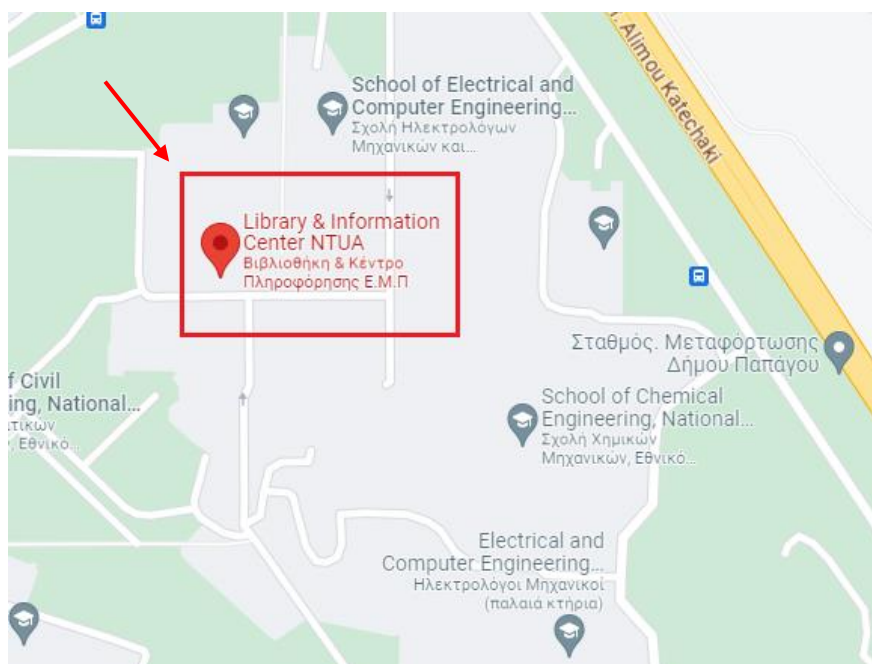 . Alimou Katechaki
School of Electrical and
Computer Engineering...
Σχολή Ηλεκτρολόγων
Μηχανικών και...
Library & Information
Center NTUA
Βιβλιοθήκη & Κέντρο
Πληροφόρησης Ε.Μ.Π
Σταθμός. Μεταφόρτωσης
Δήμου Παπάγου
f Civil
ing, National...
τικών
, Εθνικό...
School of Chemical
Engineering, National...
Σχολή Χημικών
Μηχανικών, Εθνικό...
Electrical and
Computer Engineering...
Ηλεκτρολόγοι Μηχανικοί
(παλαιά κτήρια)